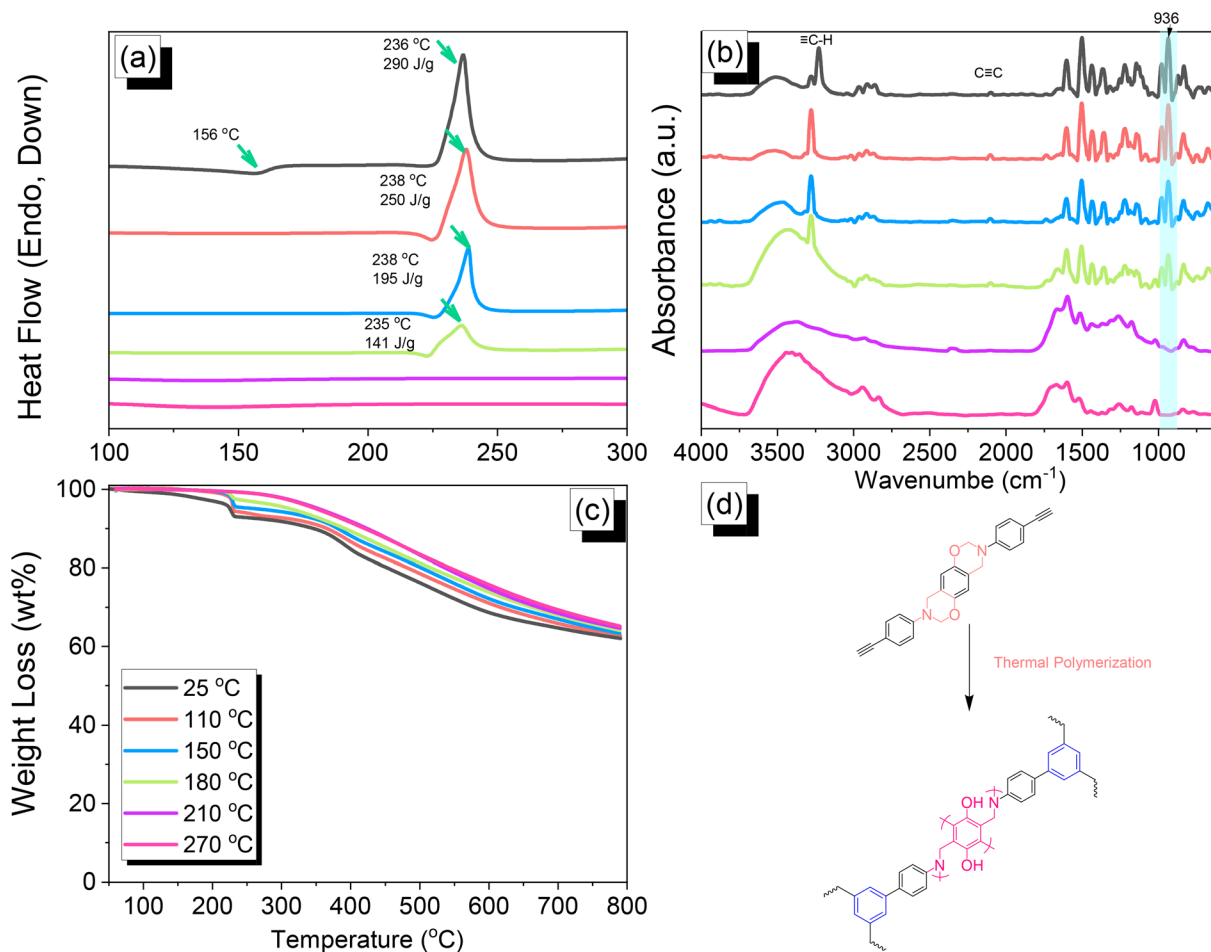 (a)
236 °C
290 J/g
156 °C
238 °C
250 J/g
238 °C
195 J/g
235 °C
141 J/g
Heat Flow (Endo, Down)
100 150 200 250 300
(b)
≡C-H
C≡C
936
Absorbance (a.u.)
4000 3500 3000 2500 2000 1500 1000
Wavenumbe (cm-1)
(c)
100
80
60
40
20
0
Weight Loss (wt%)
25 °C
110 °C
150 °C
180 °C
210 °C
270 °C
100 200 300 400 500 600 700 800
Temperature (°C)
(d)
O
N
N
O
Thermal Polymerization
OH
N
N
OH